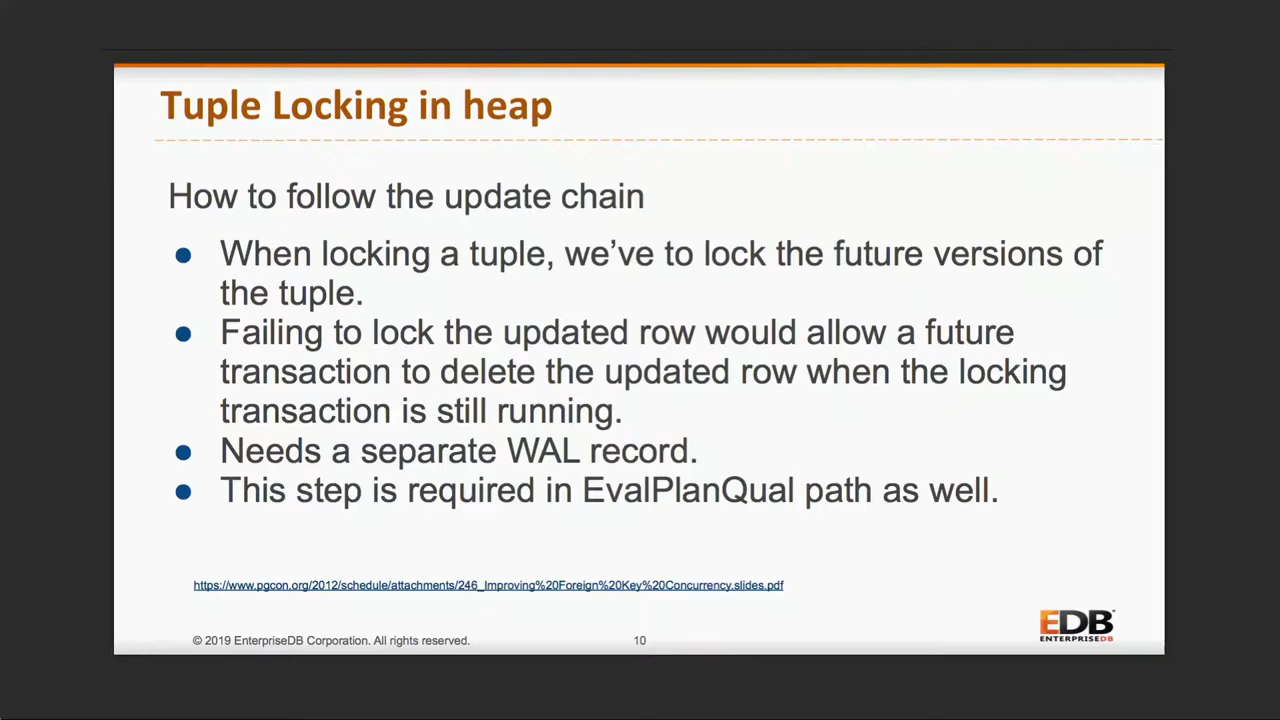 Tuple Locking in heap
How to follow the update chain
● When locking a tuple, we’ve to lock the future versions of
the tuple.
● Failing to lock the updated row would allow a future
transaction to delete the updated row when the locking
transaction is still running.
● Needs a separate WAL record.
● This step is required in EvalPlanQual path as well.
https://www.pgcon.org/2012/schedule/attachments/246_Improving%20Foreign%20Key%20Concurrency.slides.pdf
© 2019 EnterpriseDB Corporation. All rights reserved.
10
EDB
ENTERPRISEDB